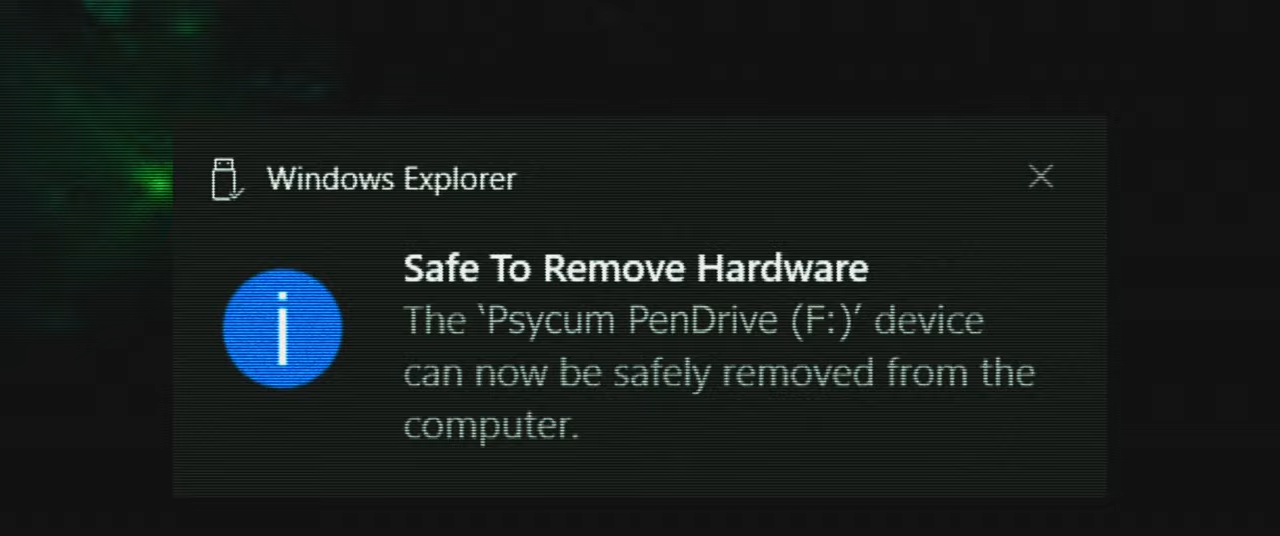 Windows Explorer
Safe To Remove Hardware
The ‵Psycum PenDrive (F:)′ device
can now be safely removed from the
computer.